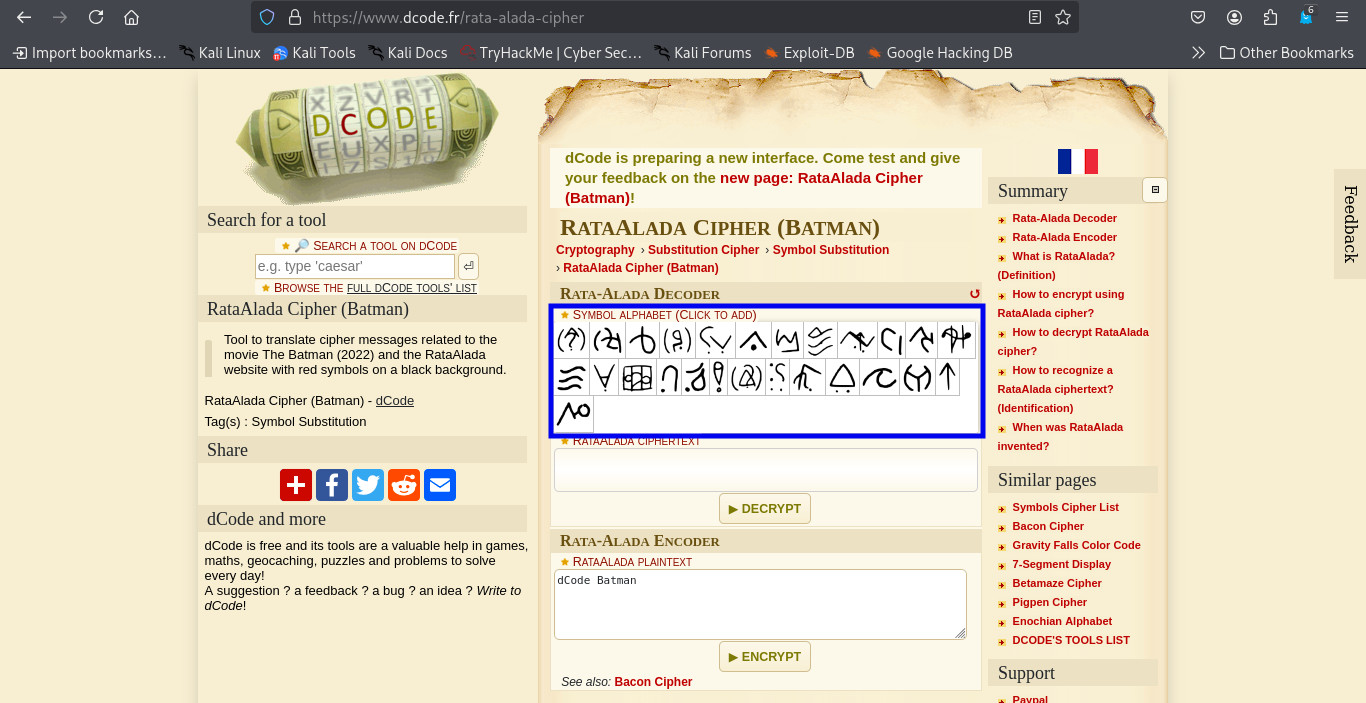 https://www.dcode.fr/rata-alada-cipher
6
Import bookmarks…
Kali Linux
Kali Tools
Kali Docs
TryHackMe | Cyber Sec…
Kali Forums
Exploit-DB
Google Hacking DB
Other Bookmarks
DCODE
Search for a tool
★ 🔎 Search a tool on dCode
e.g. type 'caesar'
★ Browse the full dCode tools' list
RataAlada Cipher (Batman)
Tool to translate cipher messages related to the
movie The Batman (2022) and the RataAlada
website with red symbols on a black background.
RataAlada Cipher (Batman) - dCode
Tag(s) : Symbol Substitution
Share
dCode and more
dCode is free and its tools are a valuable help in games,
maths, geocaching, puzzles and problems to solve
every day!
A suggestion ? a feedback ? a bug ? an idea ? Write to
dCode!
dCode is preparing a new interface. Come test and give
your feedback on the new page: RataAlada Cipher
(Batman)!
RataAlada Cipher (Batman)
Cryptography › Substitution Cipher › Symbol Substitution
› RataAlada Cipher (Batman)
Rata-Alada Decoder
★ Symbol alphabet (Click to add)
★ RataAlada ciphertext
▶ DECRYPT
Rata-Alada Encoder
★ RataAlada plaintext
dCode Batman
▶ ENCRYPT
See also: Bacon Cipher
Summary
Rata-Alada Decoder
Rata-Alada Encoder
What is RataAlada?
(Definition)
How to encrypt using
RataAlada cipher?
How to decrypt RataAlada
cipher?
How to recognize a
RataAlada ciphertext?
(Identification)
When was RataAlada
invented?
Similar pages
Symbols Cipher List
Bacon Cipher
Gravity Falls Color Code
7-Segment Display
Betamaze Cipher
Pigpen Cipher
Enochian Alphabet
DCODE'S TOOLS LIST
Support
Paypal
Feedback